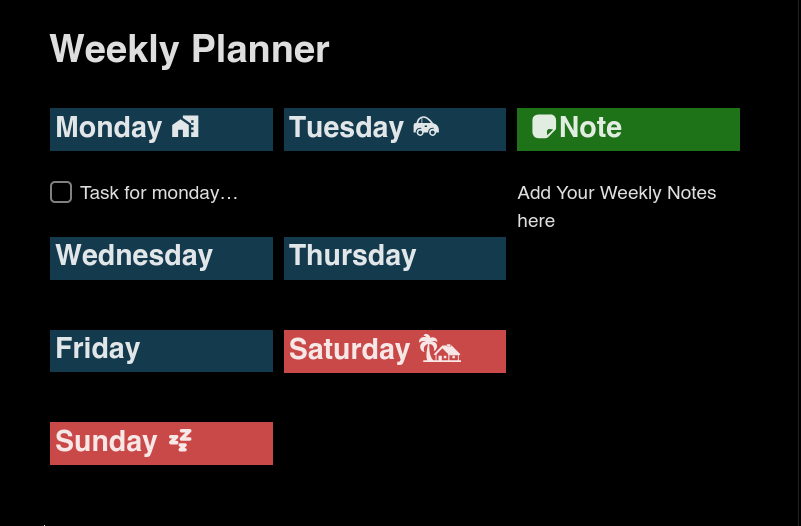 Weekly Planner
Monday
Tuesday
Note
Task for monday…
Add Your Weekly Notes
here
Wednesday
Thursday
Friday
Saturday
Sunday